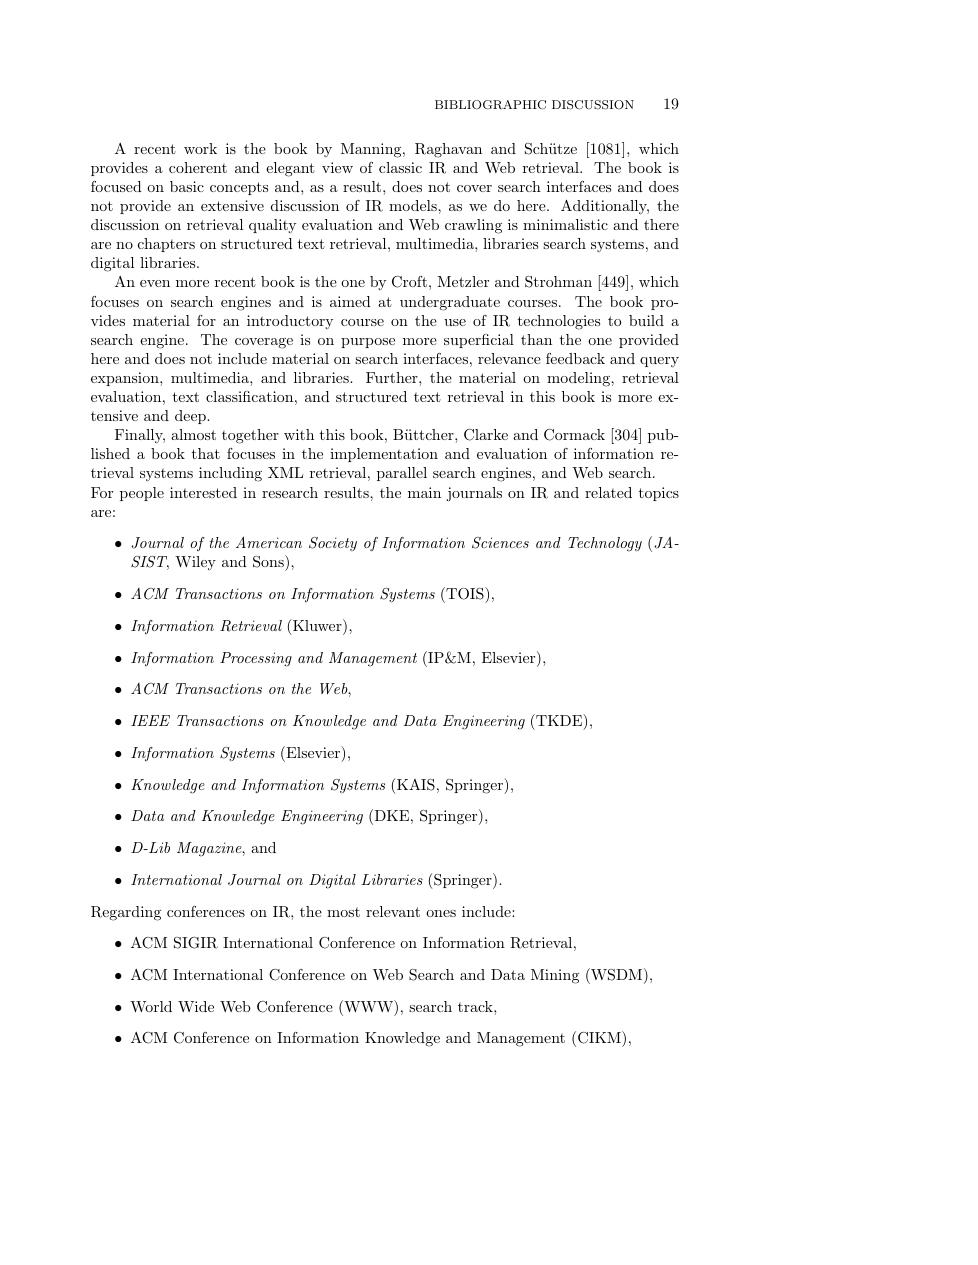 BIBLIOGRAPHIC DISCUSSION 19
A recent work is the book by Manning, Raghavan and Schütze [1081], which
provides a coherent and elegant view of classic IR and Web retrieval. The book is
focused on basic concepts and, as a result, does not cover search interfaces and does
not provide an extensive discussion of IR models, as we do here. Additionally, the
discussion on retrieval quality evaluation and Web crawling is minimalistic and there
are no chapters on structured text retrieval, multimedia, libraries search systems, and
digital libraries.
An even more recent book is the one by Croft, Metzler and Strohman [449], which
focuses on search engines and is aimed at undergraduate courses. The book pro-
vides material for an introductory course on the use of IR technologies to build a
search engine. The coverage is on purpose more superficial than the one provided
here and does not include material on search interfaces, relevance feedback and query
expansion, multimedia, and libraries. Further, the material on modeling, retrieval
evaluation, text classification, and structured text retrieval in this book is more ex-
tensive and deep.
Finally, almost together with this book, Büttcher, Clarke and Cormack [304] pub-
lished a book that focuses in the implementation and evaluation of information re-
trieval systems including XML retrieval, parallel search engines, and Web search.
For people interested in research results, the main journals on IR and related topics
are:
• Journal of the American Society of Information Sciences and Technology (JA-
SIST, Wiley and Sons),
• ACM Transactions on Information Systems (TOIS),
• Information Retrieval (Kluwer),
• Information Processing and Management (IP&M, Elsevier),
• ACM Transactions on the Web,
• IEEE Transactions on Knowledge and Data Engineering (TKDE),
• Information Systems (Elsevier),
• Knowledge and Information Systems (KAIS, Springer),
• Data and Knowledge Engineering (DKE, Springer),
• D-Lib Magazine, and
• International Journal on Digital Libraries (Springer).
Regarding conferences on IR, the most relevant ones include:
• ACM SIGIR International Conference on Information Retrieval,
• ACM International Conference on Web Search and Data Mining (WSDM),
• World Wide Web Conference (WWW), search track,
• ACM Conference on Information Knowledge and Management (CIKM),